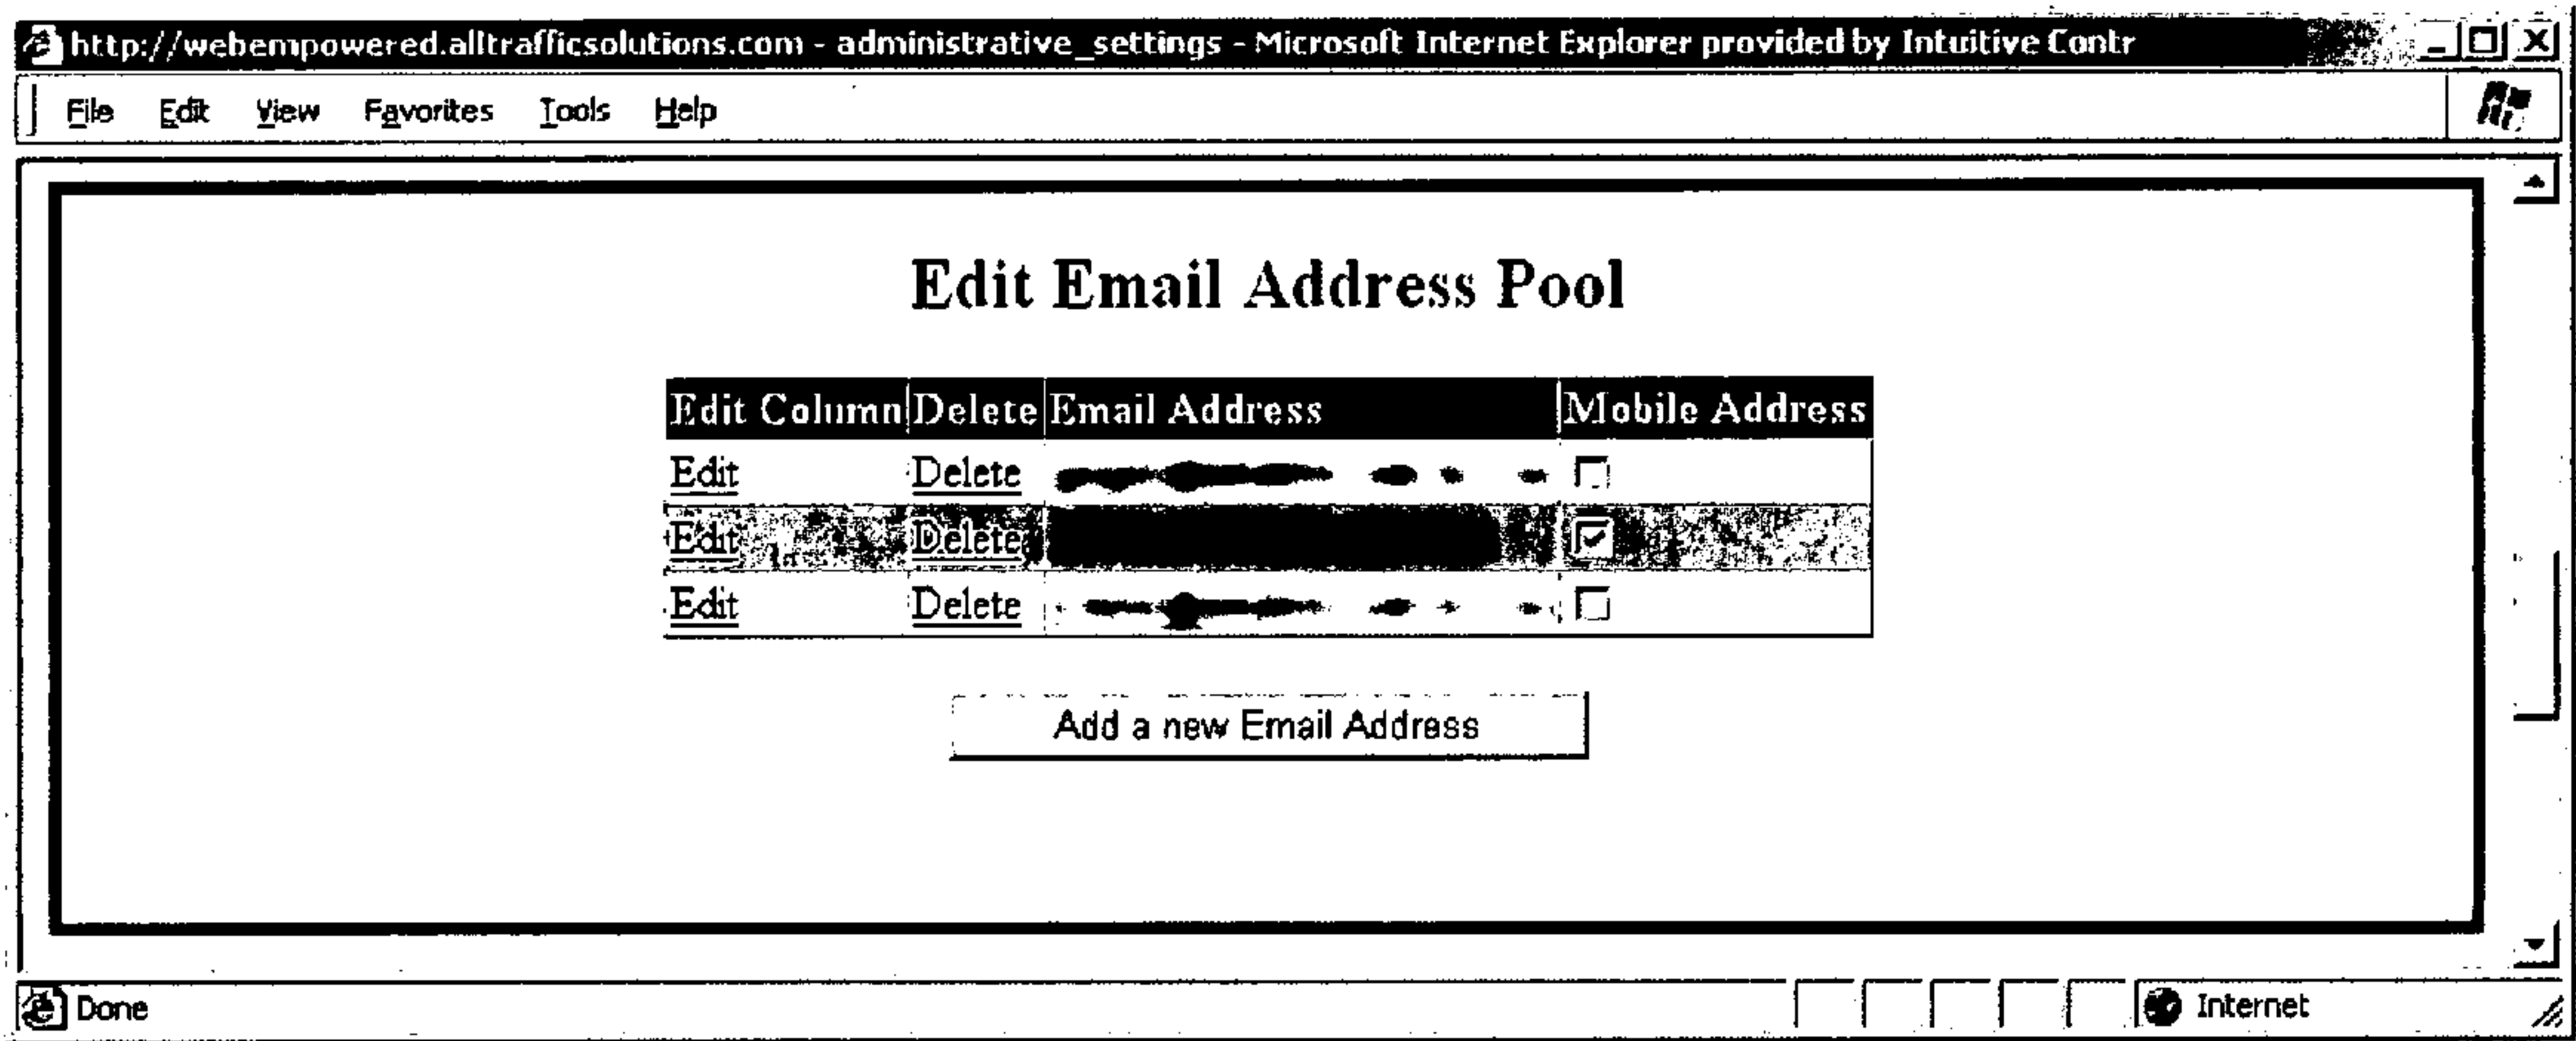 http://webempowered.alltrafficsolutions.com - administrative_settings - Microsoft Internet Explorer provided by Intuitive Contr
File Edit View Favorites Tools Help
Edit Email Address Pool
Edit Column Delete Email Address Mobile Address
Edit Delete
Edit Delete
Edit Delete
Add a new Email Address
Done Internet